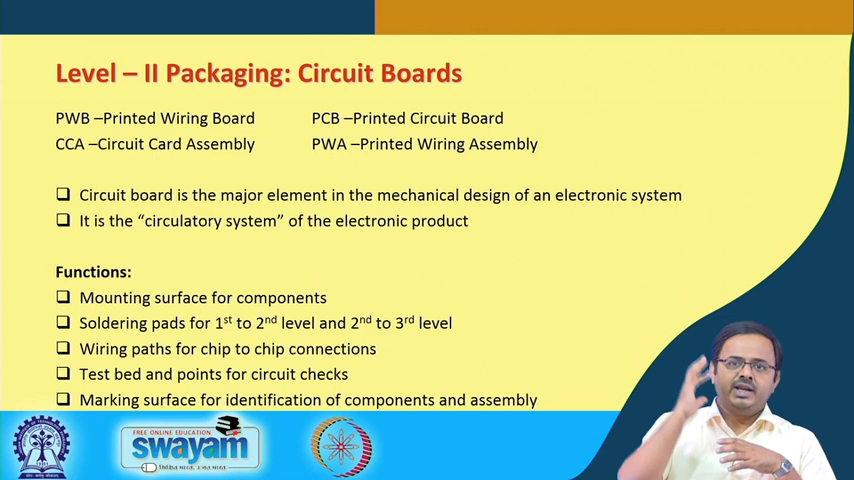 Level – II Packaging: Circuit Boards
PWB –Printed Wiring Board
PCB –Printed Circuit Board
CCA –Circuit Card Assembly
PWA –Printed Wiring Assembly
Circuit board is the major element in the mechanical design of an electronic system
It is the “circulatory system” of the electronic product
Functions:
Mounting surface for components
Soldering pads for 1st to 2nd level and 2nd to 3rd level
Wiring paths for chip to chip connections
Test bed and points for circuit checks
Marking surface for identification of components and assembly
FREE ONLINE EDUCATION
swayam
शिक्षित भारत, उन्नत भारत